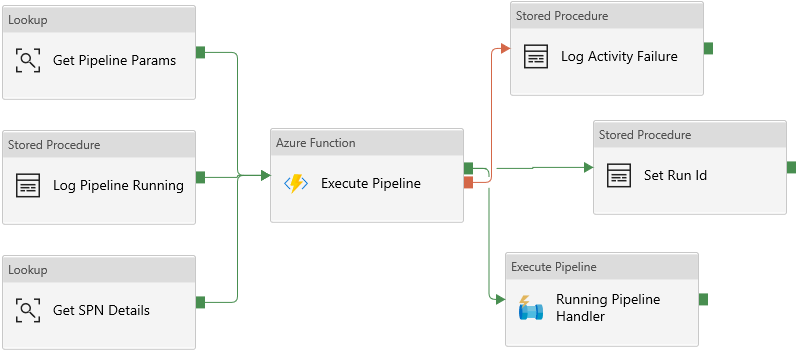 Lookup
Get Pipeline Params
Stored Procedure
Log Pipeline Running
Lookup
Get SPN Details
Azure Function
Execute Pipeline
Stored Procedure
Log Activity Failure
Stored Procedure
Set Run Id
Execute Pipeline
Running Pipeline
Handler